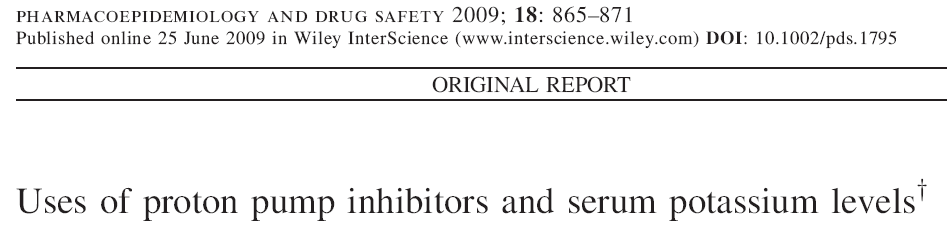 PHARMACOEPIDEMIOLOGY AND DRUG SAFETY 2009; 18: 865–871
Published online 25 June 2009 in Wiley InterScience (www.interscience.wiley.com) DOI: 10.1002/pds.1795
ORIGINAL REPORT
Uses of proton pump inhibitors and serum potassium levels†